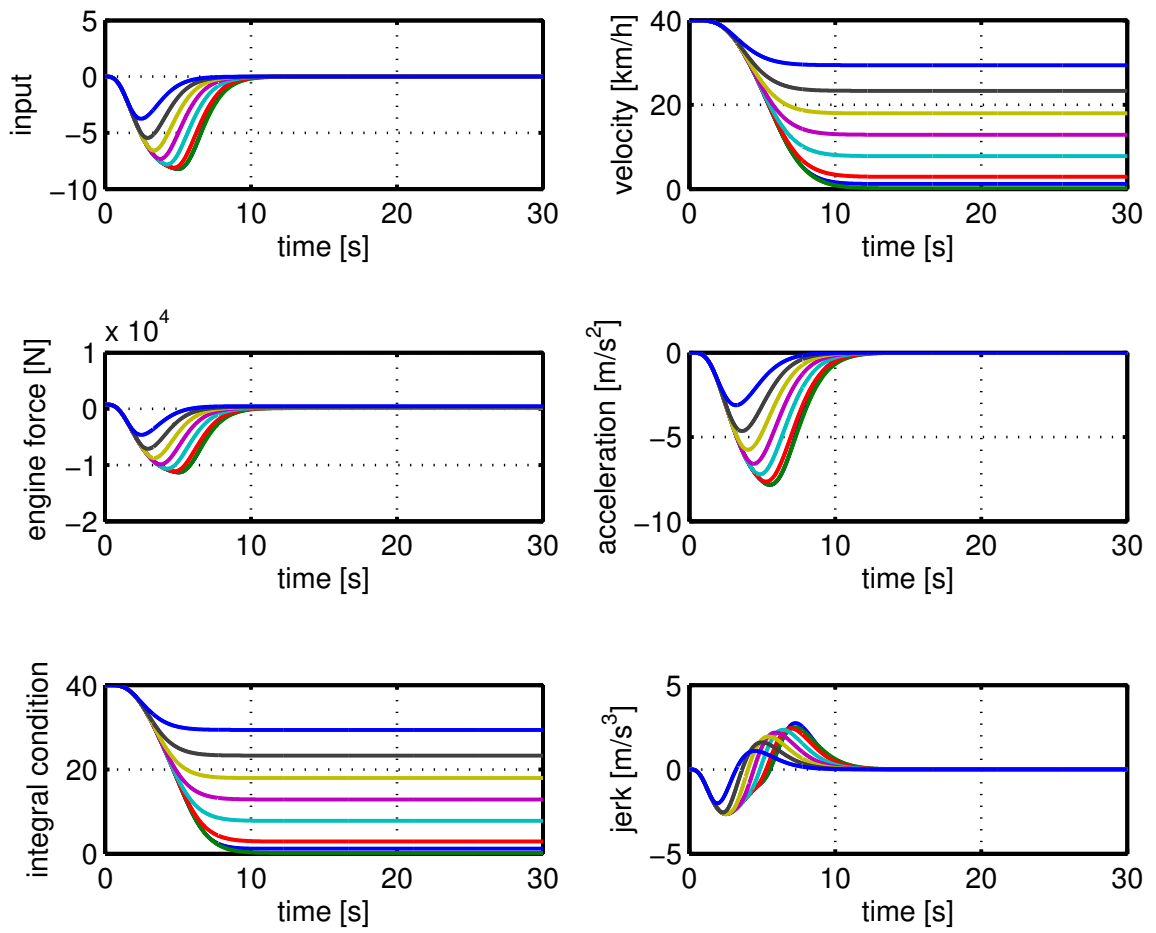 5
0
−5
−10
input
0 10 20 30
time [s]
40
20
0
velocity [km/h]
0 10 20 30
time [s]
x 10^4
1
0
−1
−2
engine force [N]
0 10 20 30
time [s]
0
−5
−10
acceleration [m/s^2]
0 10 20 30
time [s]
40
20
0
integral condition
0 10 20 30
time [s]
5
0
−5
jerk [m/s^3]
0 10 20 30
time [s]